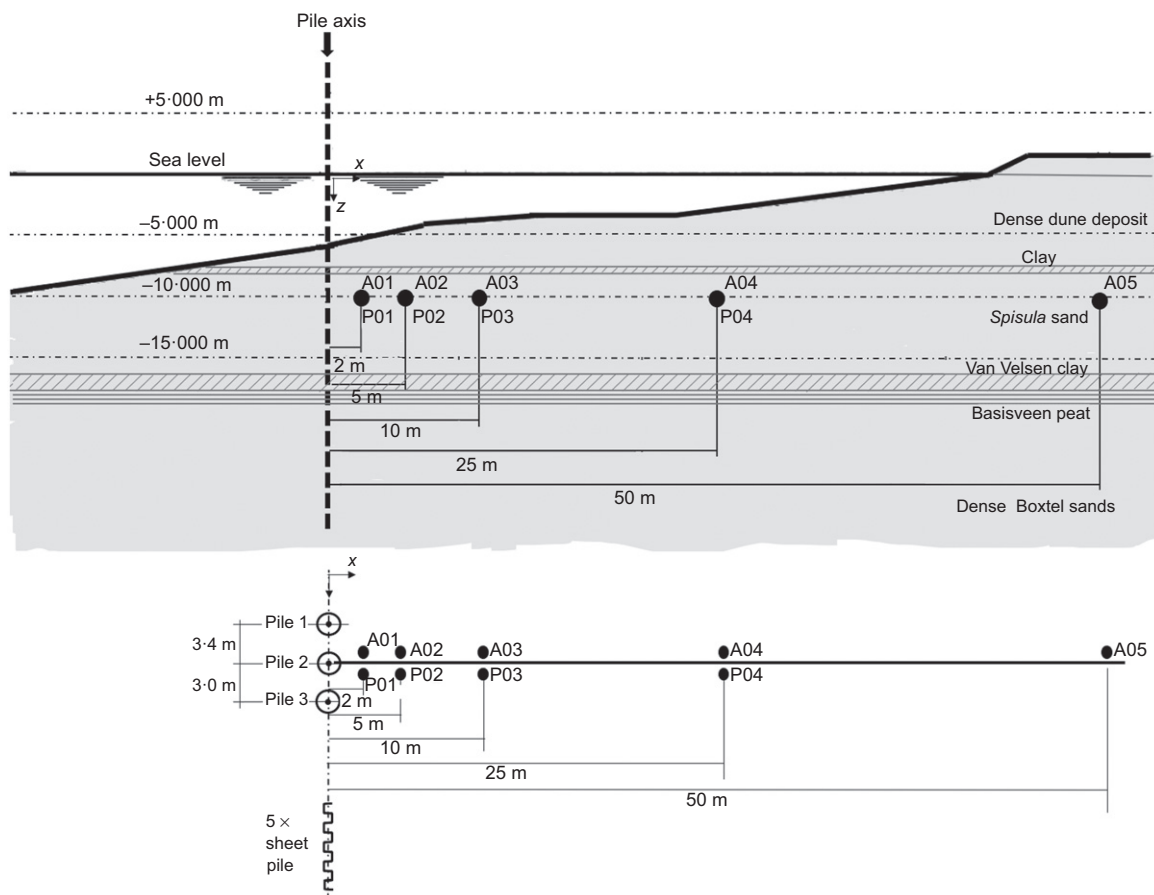 Pile axis
+5·000 m
Sea level
x
z
–5·000 m
Dense dune deposit
Clay
–10·000 m
A01
A02
A03
A04
A05
P01
P02
P03
P04
Spisula sand
–15·000 m
2 m
Van Velsen clay
5 m
Basisveen peat
10 m
25 m
50 m
Dense Boxtel sands
x
Pile 1
3·4 m
A01
A02
A03
A04
A05
Pile 2
3·0 m
P01
P02
P03
P04
Pile 3
2 m
5 m
10 m
25 m
50 m
5 ×
sheet
pile